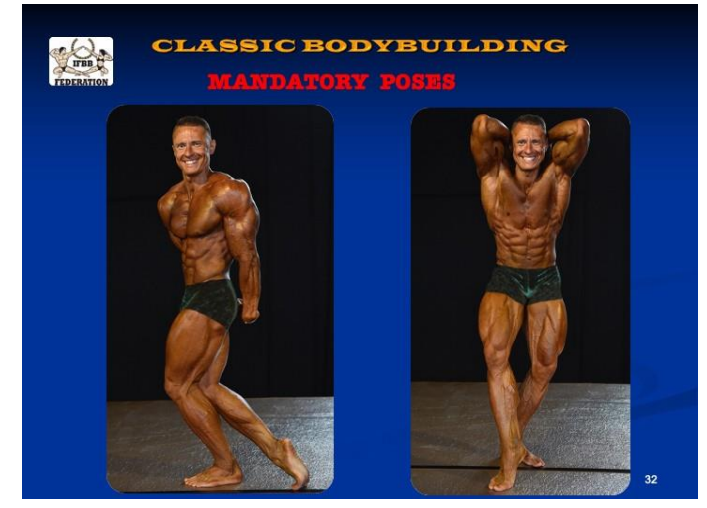 CLASSIC BODYBUILDING
IFBB
FEDERATION
MANDATORY POSES
32